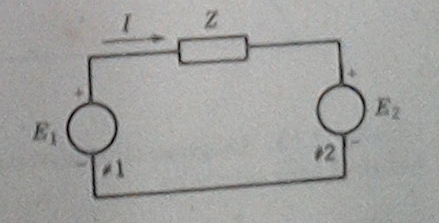 I Z
+ +
E₁ E₂
- #1 #2 -